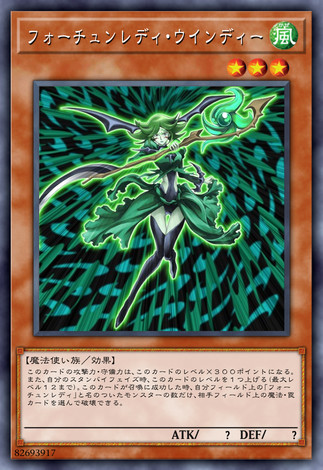 フォーチュンレディ・ウインディー
風
【魔法使い族／効果】
このカードの攻撃力・守備力は、このカードのレベル×３００ポイントになる。
また、自分のスタンバイフェイズ時、このカードのレベルを１つ上げる（最大レ
ベル１２まで）。このカードが召喚に成功した時、自分フィールド上の「フォー
チュンレディ」と名のついたモンスターの数だけ、相手フィールド上の魔法・罠
カードを選んで破壊できる。
ATK/ ? DEF/ ?
82693917